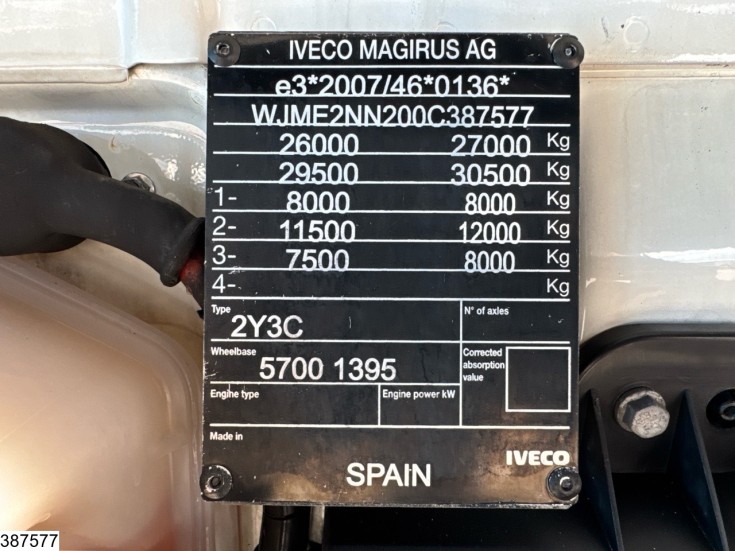 IVECO MAGIRUS AG
e3*2007/46*0136*
WJME2NN200C387577
26000 27000 Kg
29500 30500 Kg
1- 8000 8000 Kg
2- 11500 12000 Kg
3- 7500 8000 Kg
4- Kg
Type 2Y3C N° of axles
Wheelbase 5700 1395 Corrected absorption value
Engine type Engine power kW
Made in
IVECO
SPAIN
387577